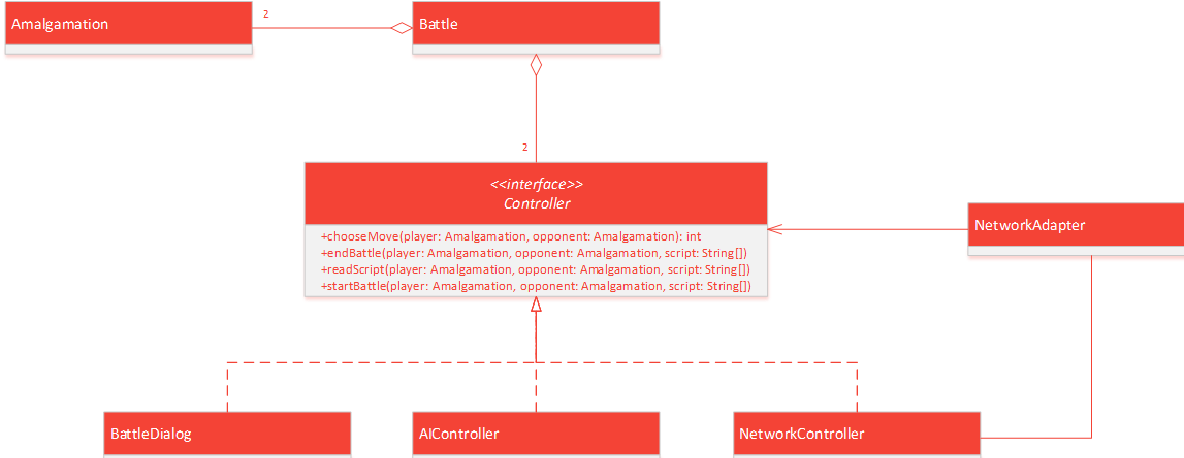 Amalgamation
2
Battle
2
<<interface>>
Controller
+chooseMove(player: Amalgamation, opponent: Amalgamation): int
+endBattle(player: Amalgamation, opponent: Amalgamation, script: String[])
+readScript(player: Amalgamation, opponent: Amalgamation, script: String[])
+startBattle(player: Amalgamation, opponent: Amalgamation, script: String[])
NetworkAdapter
BattleDialog
AIController
NetworkController